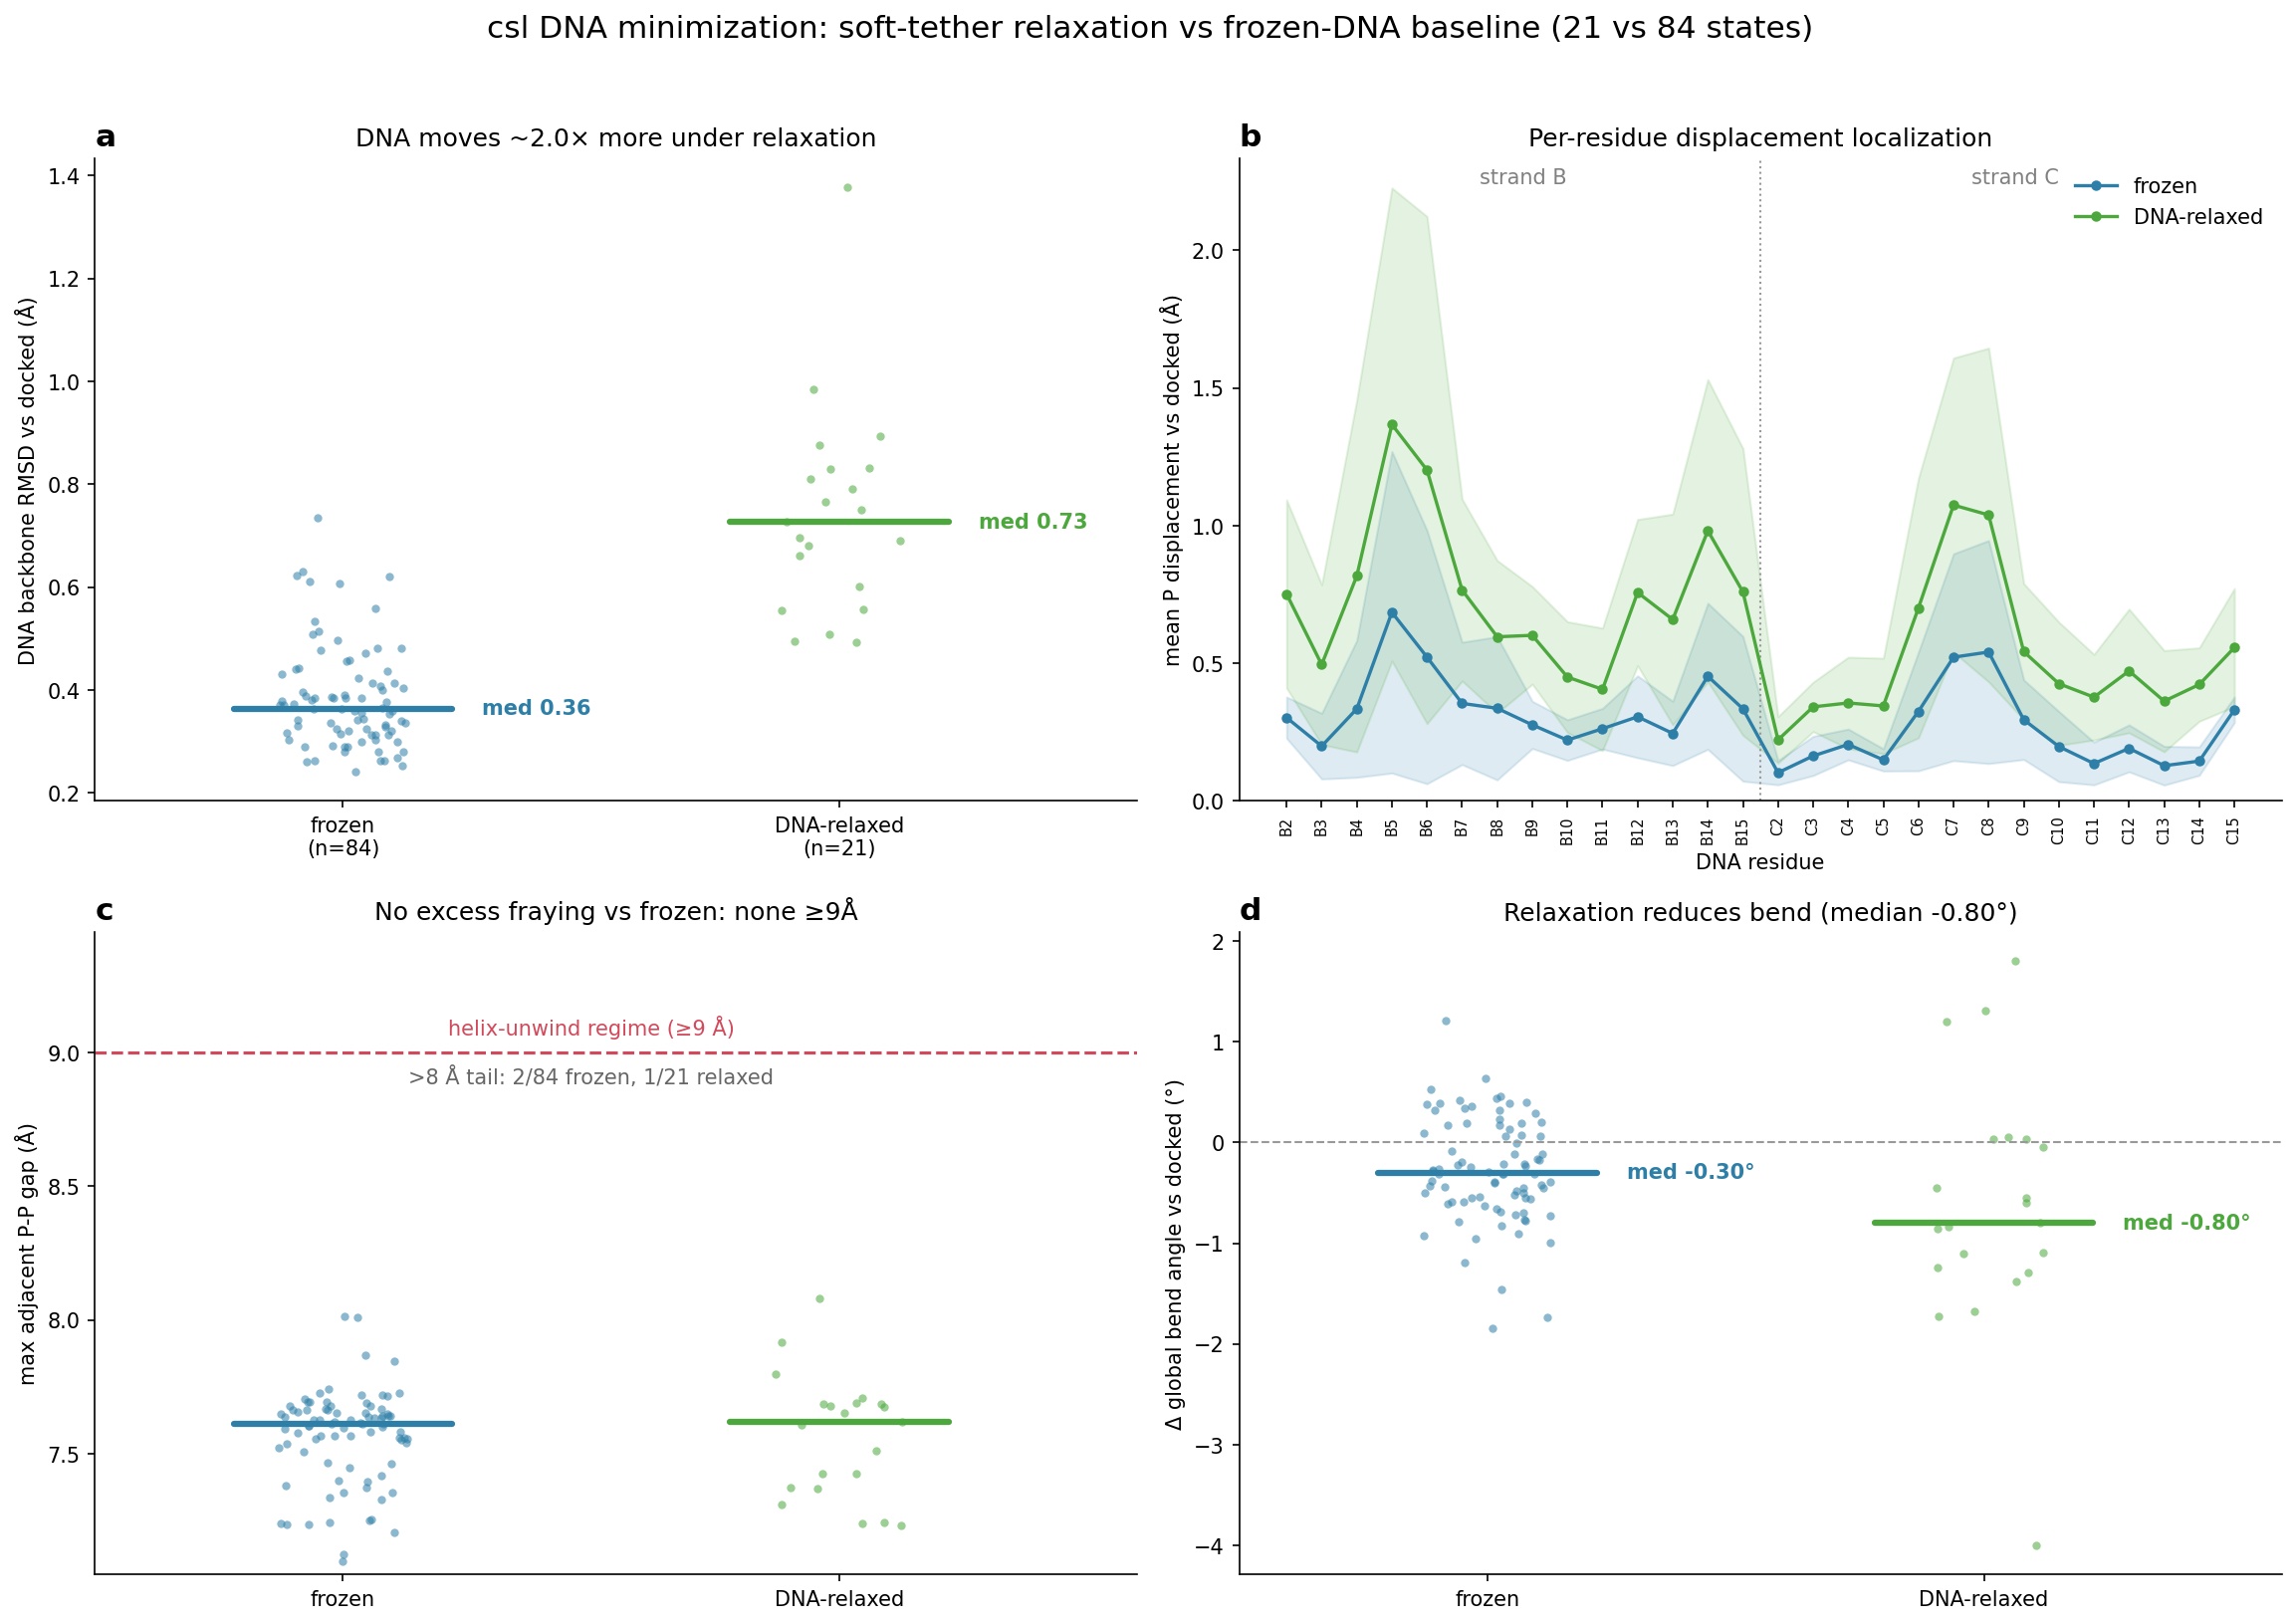 csl DNA minimization: soft-tether relaxation vs frozen-DNA baseline (21 vs 84 states)
a
DNA moves ~2.0× more under relaxation
DNA backbone RMSD vs docked (Å)
1.4
1.2
1.0
0.8
0.6
0.4
0.2
med 0.36
med 0.73
frozen
(n=84)
DNA-relaxed
(n=21)
b
Per-residue displacement localization
mean P displacement vs docked (Å)
2.0
1.5
1.0
0.5
0.0
strand B
strand C
frozen
DNA-relaxed
B2 B3 B4 B5 B6 B7 B8 B9 B10 B11 B12 B13 B14 B15 C2 C3 C4 C5 C6 C7 C8 C9 C10 C11 C12 C13 C14 C15
DNA residue
c
No excess fraying vs frozen: none ≥9Å
max adjacent P-P gap (Å)
9.0
8.5
8.0
7.5
helix-unwind regime (≥9 Å)
>8 Å tail: 2/84 frozen, 1/21 relaxed
frozen
DNA-relaxed
d
Relaxation reduces bend (median -0.80°)
Δ global bend angle vs docked (°)
2
1
0
−1
−2
−3
−4
med -0.30°
med -0.80°
frozen
DNA-relaxed